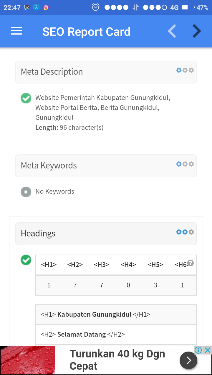 22:47
4G
47%
SEO Report Card
Meta Description
Website Pemerintah Kabupaten Gunungkidul,
Website Portal Berita, Berita Gunungkidul,
Gunungkidul
Length: 96 character(s)
Meta Keywords
No Keywords
Headings
<H1> <H2> <H3> <H4> <H5> <H6>
1 7 7 0 3 1
<H1> Kabupaten Gunungkidul </H1>
<H2> Selamat Datang </H2>
Turunkan 40 kg Dgn
Cepat